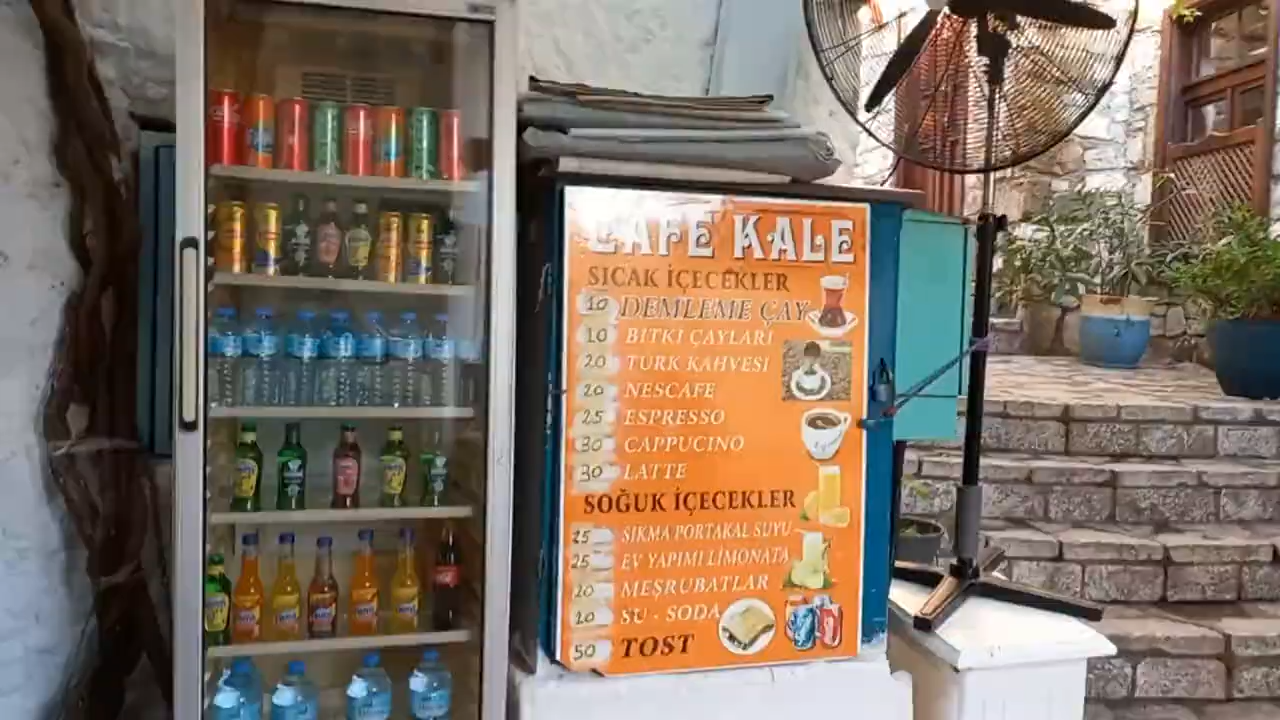 CAFE KALE
SICAK İÇECEKLER
10 DEMLEME ÇAY
10 BİTKİ ÇAYLARI
20 TÜRK KAHVESİ
20 NESCAFE
25 ESPRESSO
30 CAPPUCINO
30 LATTE
SOĞUK İÇECEKLER
25 SIKMA PORTAKAL SUYU
25 EV YAPIMI LİMONATA
20 MEŞRUBATLAR
20 SU - SODA
50 TOST